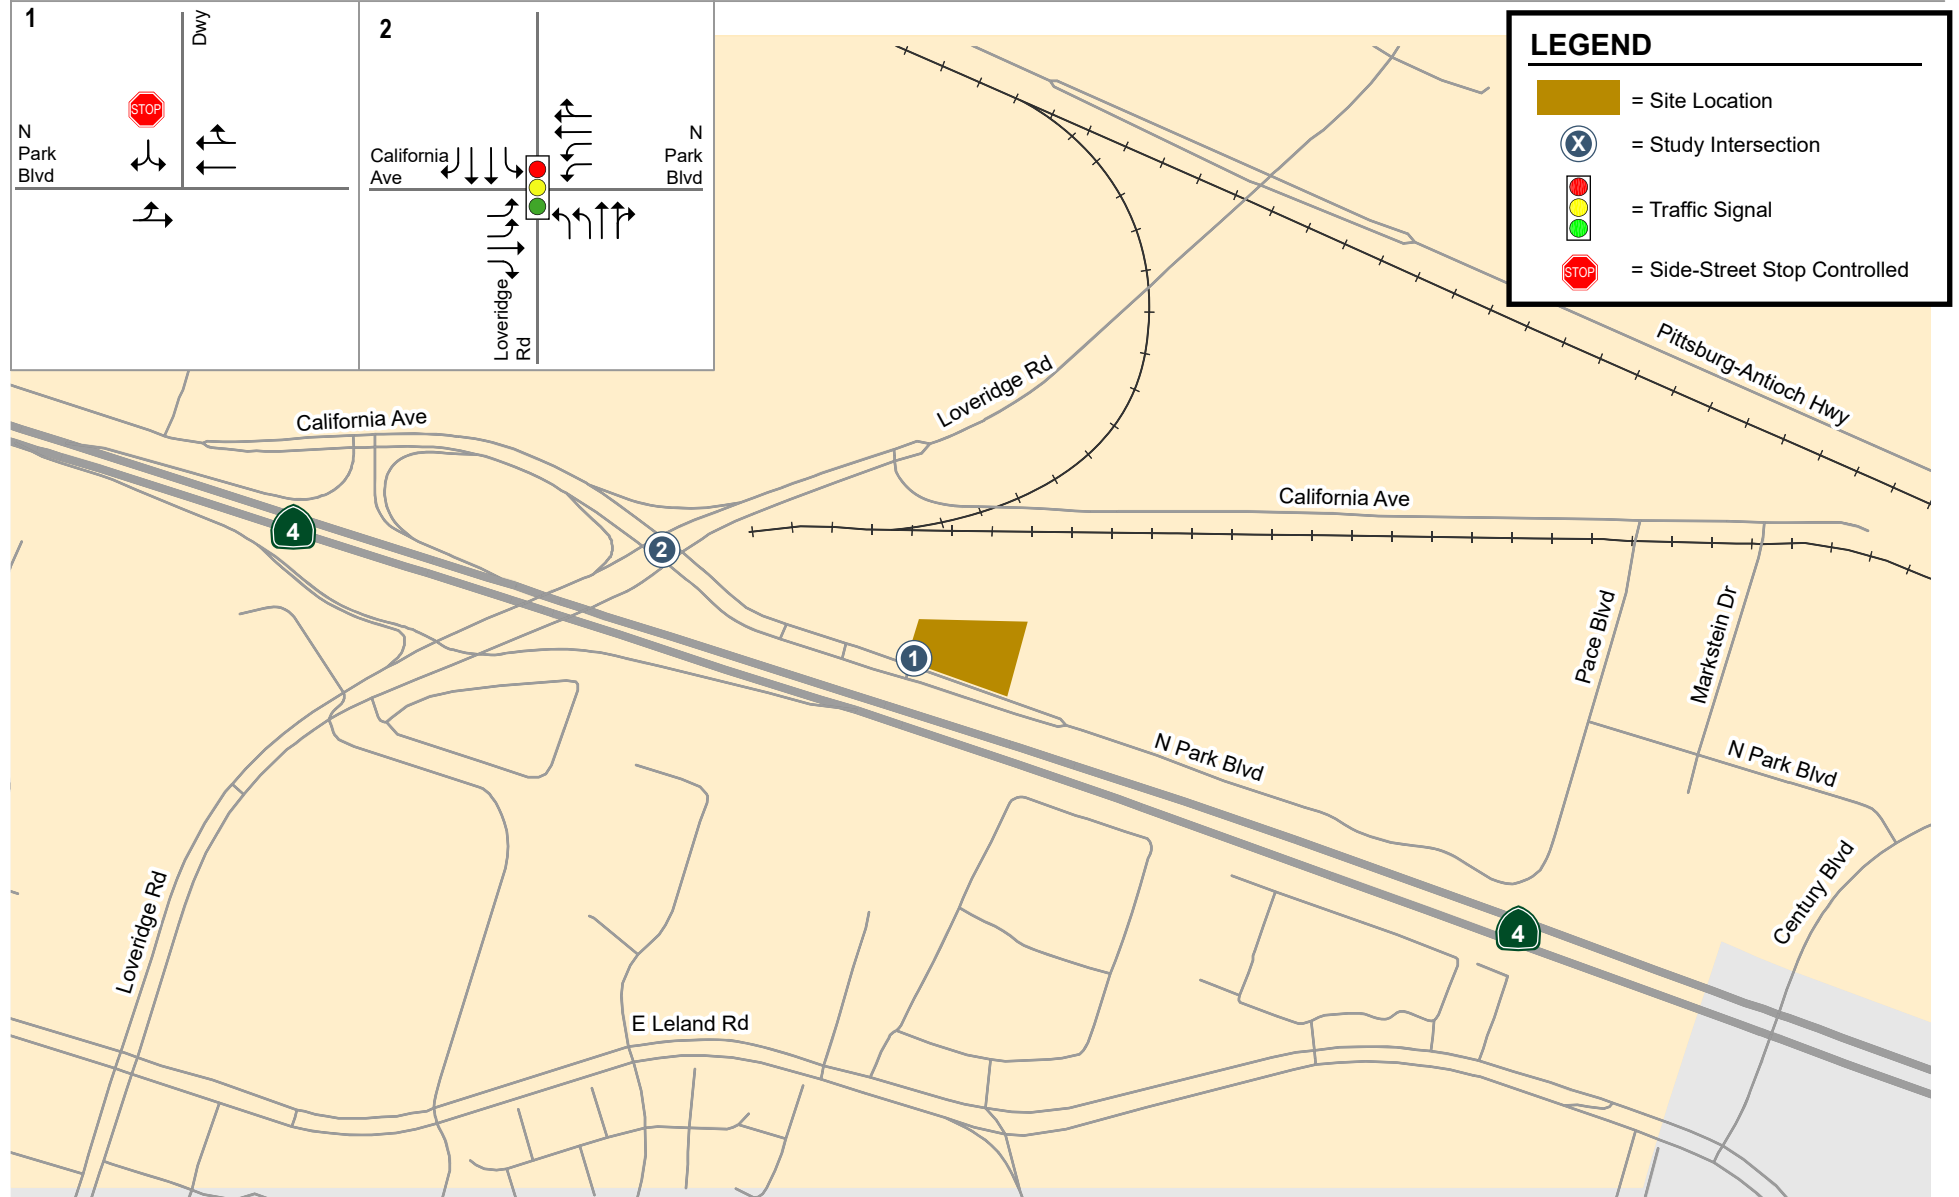 1
Dwy
STOP
N
Park
Blvd
2
California
Ave
N
Park
Blvd
Loveridge
Rd
LEGEND
= Site Location
X
= Study Intersection
= Traffic Signal
STOP
= Side-Street Stop Controlled
Pittsburg-Antioch Hwy
Loveridge Rd
California Ave
California Ave
4
2
1
Pace Blvd
Markstein Dr
N Park Blvd
N Park Blvd
Century Blvd
4
Loveridge Rd
E Leland Rd